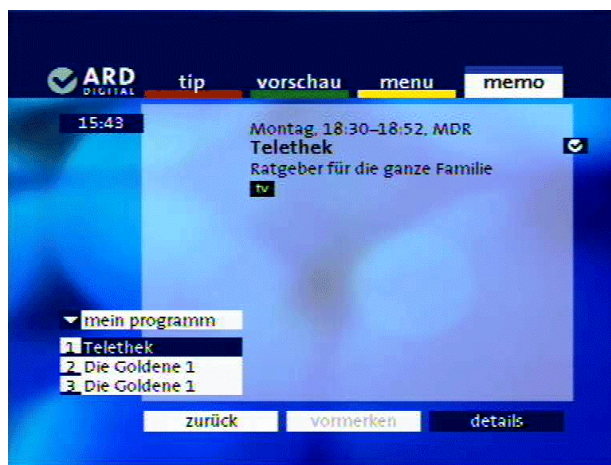 ARD
DIGITAL
tip
vorschau
menu
memo
15:43
Montag, 18:30–18:52, MDR
Telethek
Ratgeber für die ganze Familie
tv
mein programm
1 Telethek
2 Die Goldene 1
3 Die Goldene 1
zurück
vormerken
details